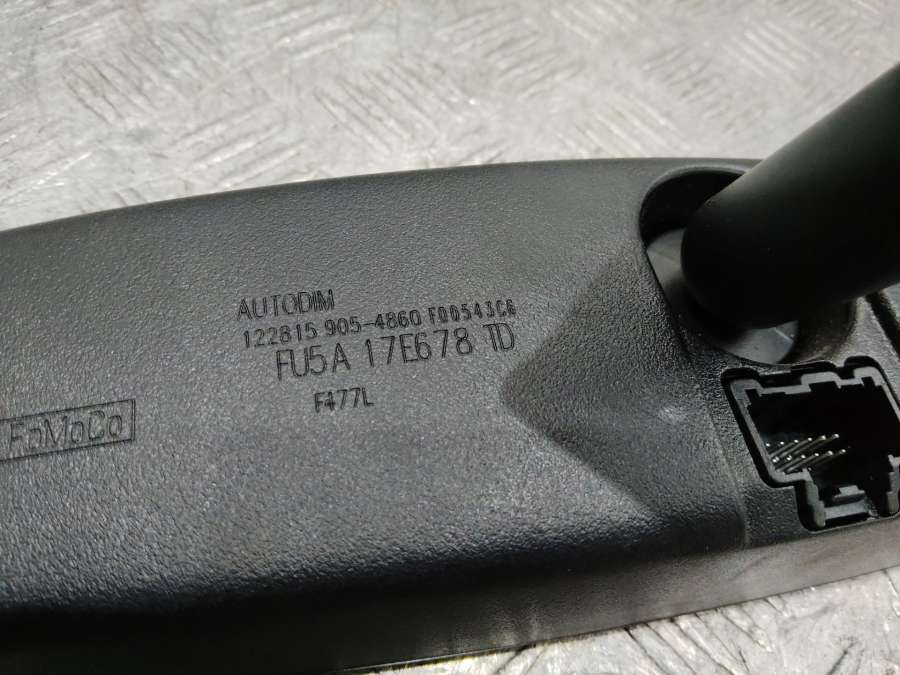 AUTODIM
122815 905-4860 F00543C6
FU5A 17E678 TD
F477L
FoMoCo